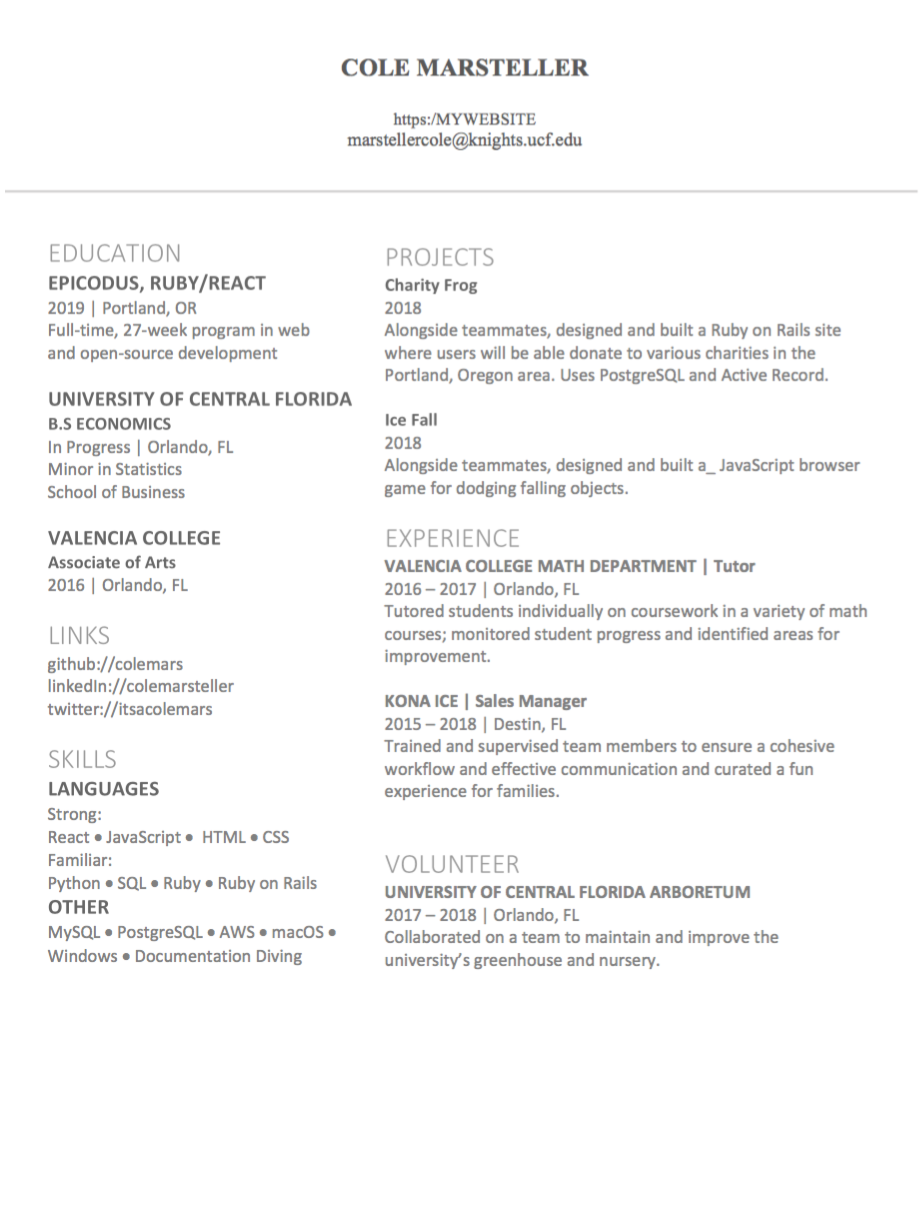 COLE MARSTELLER
https:/MYWEBSITE
marstellercole@knights.ucf.edu
EDUCATION
EPICODUS, RUBY/REACT
2019 | Portland, OR
Full-time, 27-week program in web
and open-source development
UNIVERSITY OF CENTRAL FLORIDA
B.S ECONOMICS
In Progress | Orlando, FL
Minor in Statistics
School of Business
VALENCIA COLLEGE
Associate of Arts
2016 | Orlando, FL
LINKS
github://colemars
linkedIn://colemarsteller
twitter://itsacolemars
SKILLS
LANGUAGES
Strong:
React • JavaScript • HTML • CSS
Familiar:
Python • SQL • Ruby • Ruby on Rails
OTHER
MySQL • PostgreSQL • AWS • macOS •
Windows • Documentation Diving
PROJECTS
Charity Frog
2018
Alongside teammates, designed and built a Ruby on Rails site
where users will be able donate to various charities in the
Portland, Oregon area. Uses PostgreSQL and Active Record.
Ice Fall
2018
Alongside teammates, designed and built a_ JavaScript browser
game for dodging falling objects.
EXPERIENCE
VALENCIA COLLEGE MATH DEPARTMENT | Tutor
2016 – 2017 | Orlando, FL
Tutored students individually on coursework in a variety of math
courses; monitored student progress and identified areas for
improvement.
KONA ICE | Sales Manager
2015 – 2018 | Destin, FL
Trained and supervised team members to ensure a cohesive
workflow and effective communication and curated a fun
experience for families.
VOLUNTEER
UNIVERSITY OF CENTRAL FLORIDA ARBORETUM
2017 – 2018 | Orlando, FL
Collaborated on a team to maintain and improve the
university’s greenhouse and nursery.